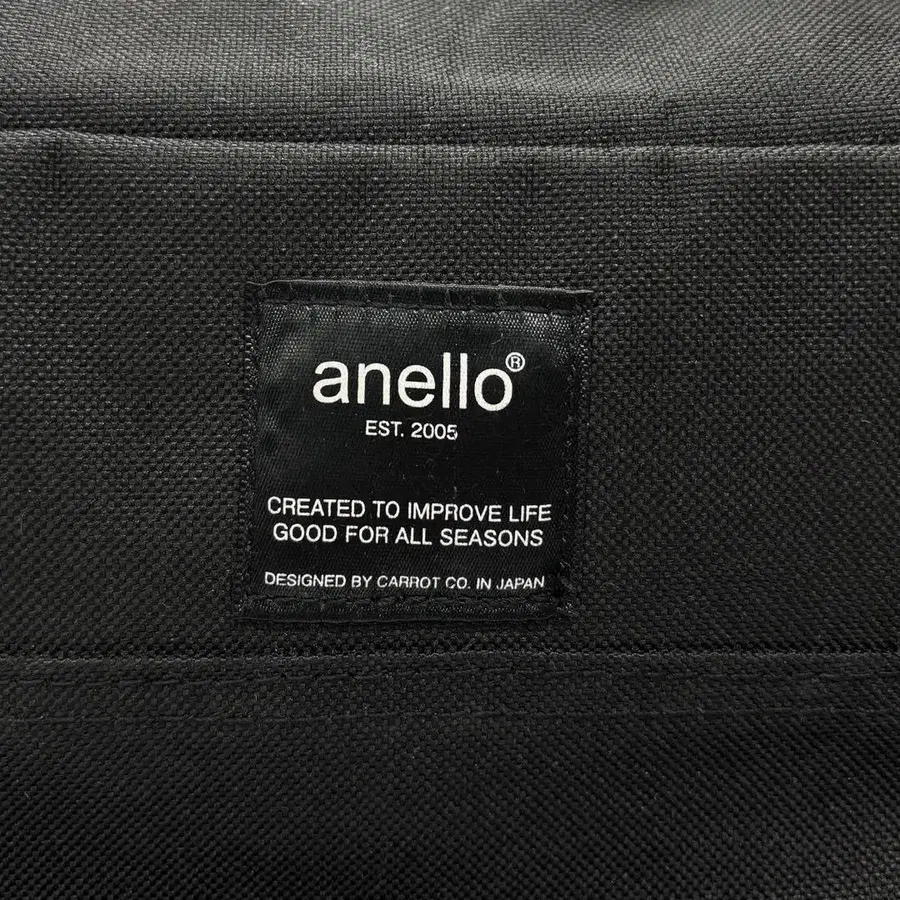 anello®
EST. 2005
CREATED TO IMPROVE LIFE
GOOD FOR ALL SEASONS
DESIGNED BY CARROT CO. IN JAPAN